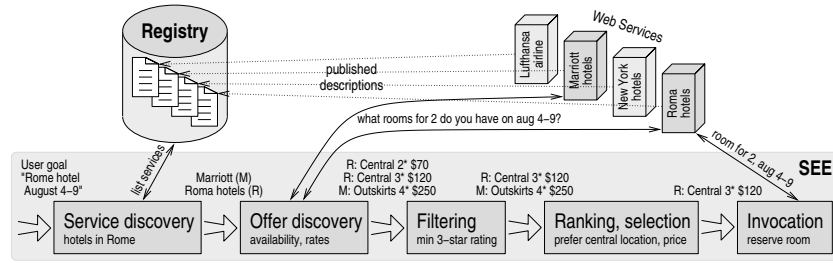 Registry
Web Services
Lufthansa
airline
Marriott
hotels
New York
hotels
Roma
hotels
published
descriptions
what rooms for 2 do you have on aug 4–9?
list services
room for 2, aug 4–9
SEE
User goal
"Rome hotel
August 4–9"
Marriott (M)
Roma hotels (R)
R: Central 2* $70
R: Central 3* $120
M: Outskirts 4* $250
R: Central 3* $120
M: Outskirts 4* $250
R: Central 3* $120
Service discovery
hotels in Rome
Offer discovery
availability, rates
Filtering
min 3–star rating
Ranking, selection
prefer central location, price
Invocation
reserve room